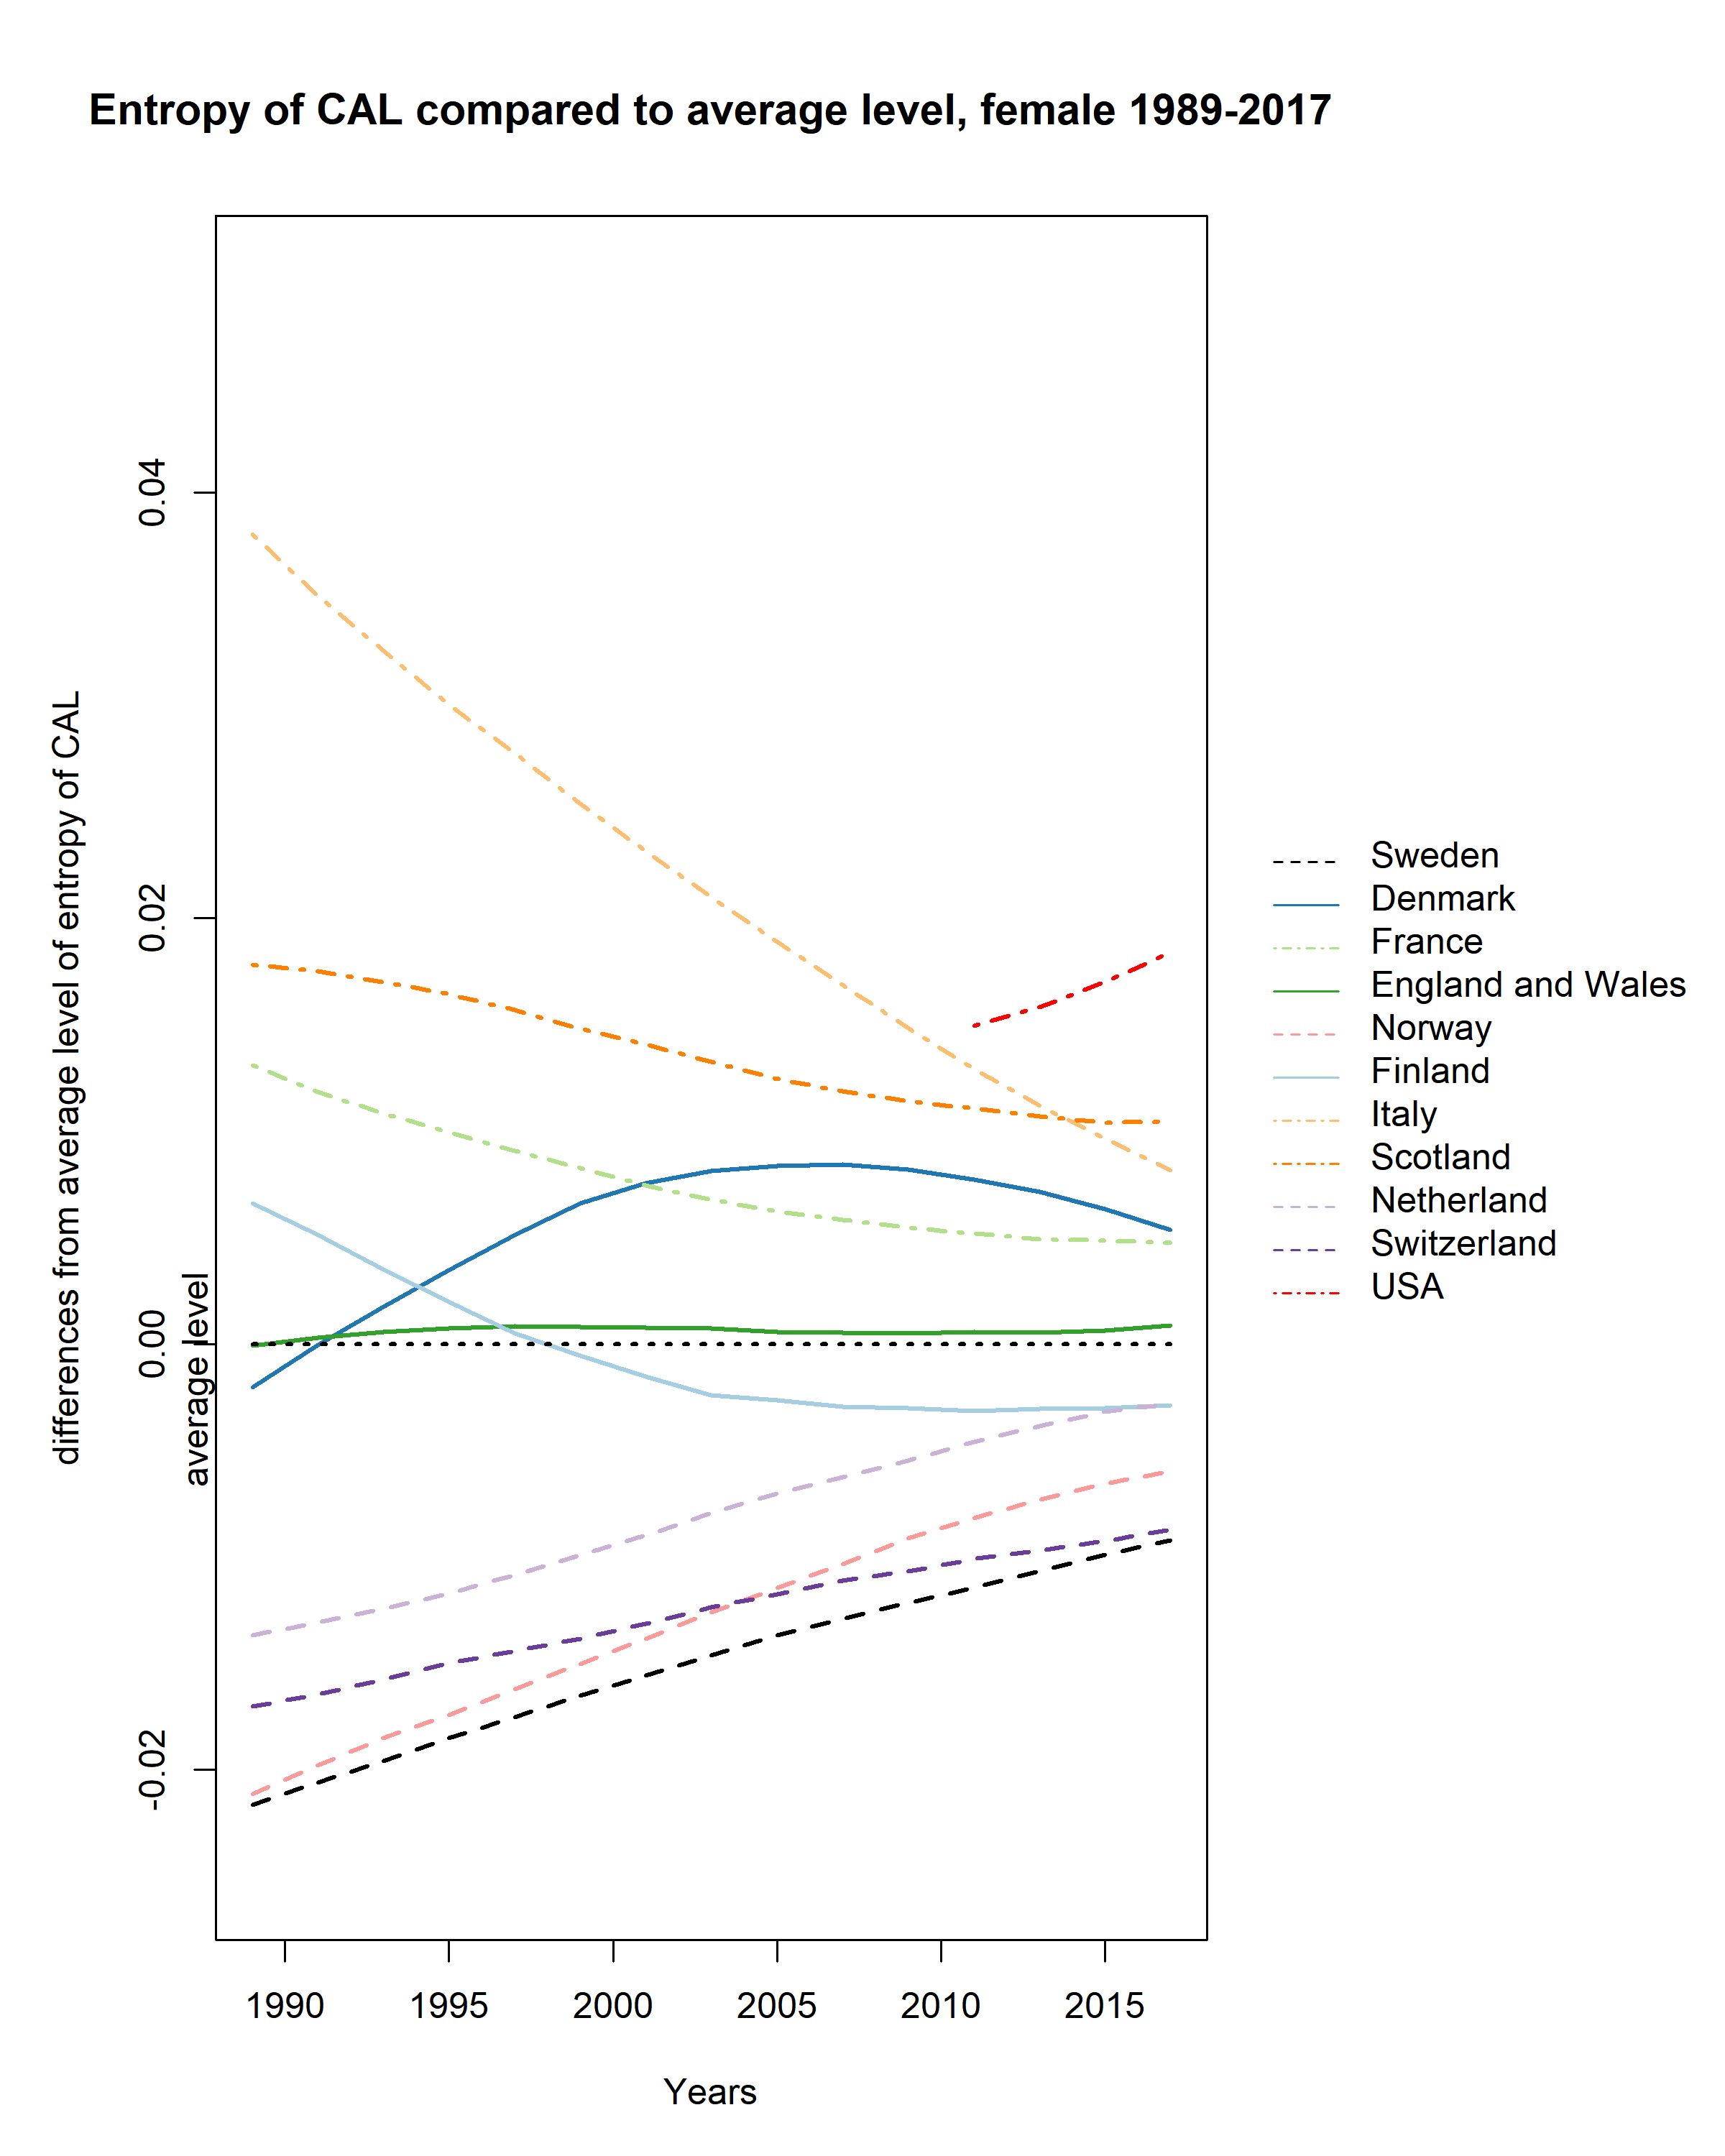 Entropy of CAL compared to average level, female 1989-2017
differences from average level of entropy of CAL
0.04
0.02
0.00
average level
-0.02
1990 1995 2000 2005 2010 2015
Years
Sweden
Denmark
France
England and Wales
Norway
Finland
Italy
Scotland
Netherland
Switzerland
USA